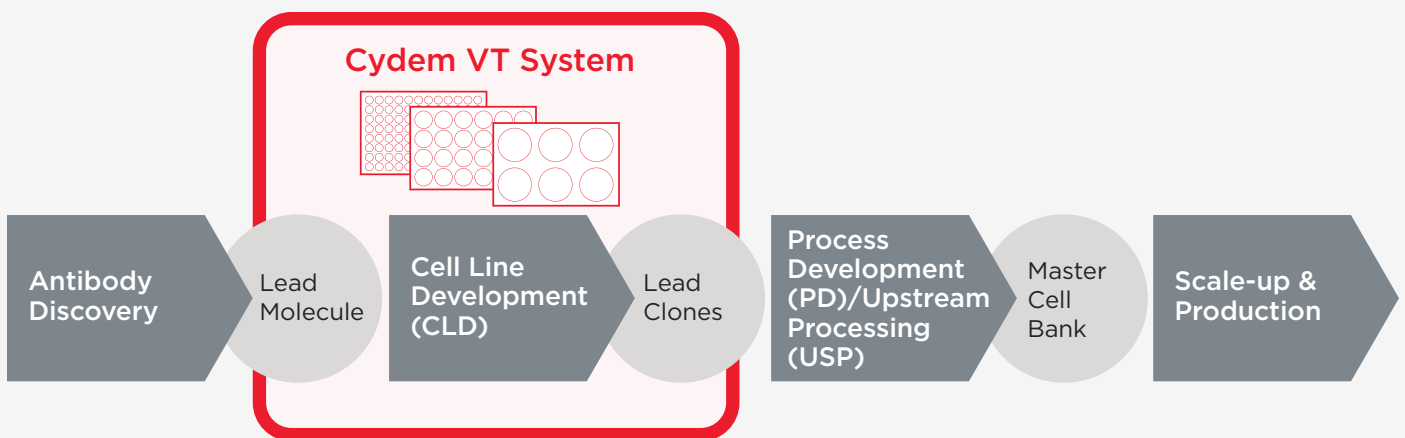 Cydem VT System
Antibody
Discovery
Lead
Molecule
Cell Line
Development
(CLD)
Lead
Clones
Process
Development
(PD)/Upstream
Processing
(USP)
Master
Cell
Bank
Scale-up &
Production